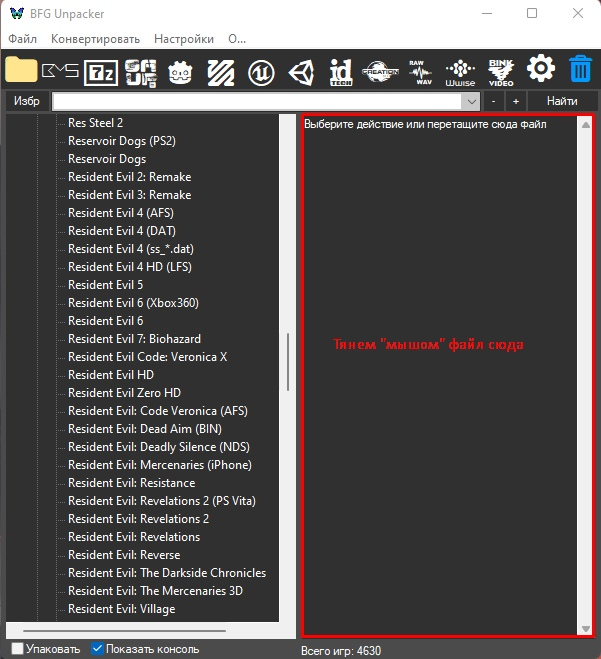 BFG Unpacker
Файл Конвертировать Настройки О...
BMS 7z GAUP id tech CREATION RAW WAV Wwise BINK VIDEO
Избр - + Найти
Res Steel 2
Reservoir Dogs (PS2)
Reservoir Dogs
Resident Evil 2: Remake
Resident Evil 3: Remake
Resident Evil 4 (AFS)
Resident Evil 4 (DAT)
Resident Evil 4 (ss_*.dat)
Resident Evil 4 HD (LFS)
Resident Evil 5
Resident Evil 6 (Xbox360)
Resident Evil 6
Resident Evil 7: Biohazard
Resident Evil Code: Veronica X
Resident Evil HD
Resident Evil Zero HD
Resident Evil: Code Veronica (AFS)
Resident Evil: Dead Aim (BIN)
Resident Evil: Deadly Silence (NDS)
Resident Evil: Mercenaries (iPhone)
Resident Evil: Resistance
Resident Evil: Revelations 2 (PS Vita)
Resident Evil: Revelations 2
Resident Evil: Revelations
Resident Evil: Reverse
Resident Evil: The Darkside Chronicles
Resident Evil: The Mercenaries 3D
Resident Evil: Village
Выберите действие или перетащите сюда файл
Тянем "мышом" файл сюда
Упаковать Показать консоль
Всего игр: 4630